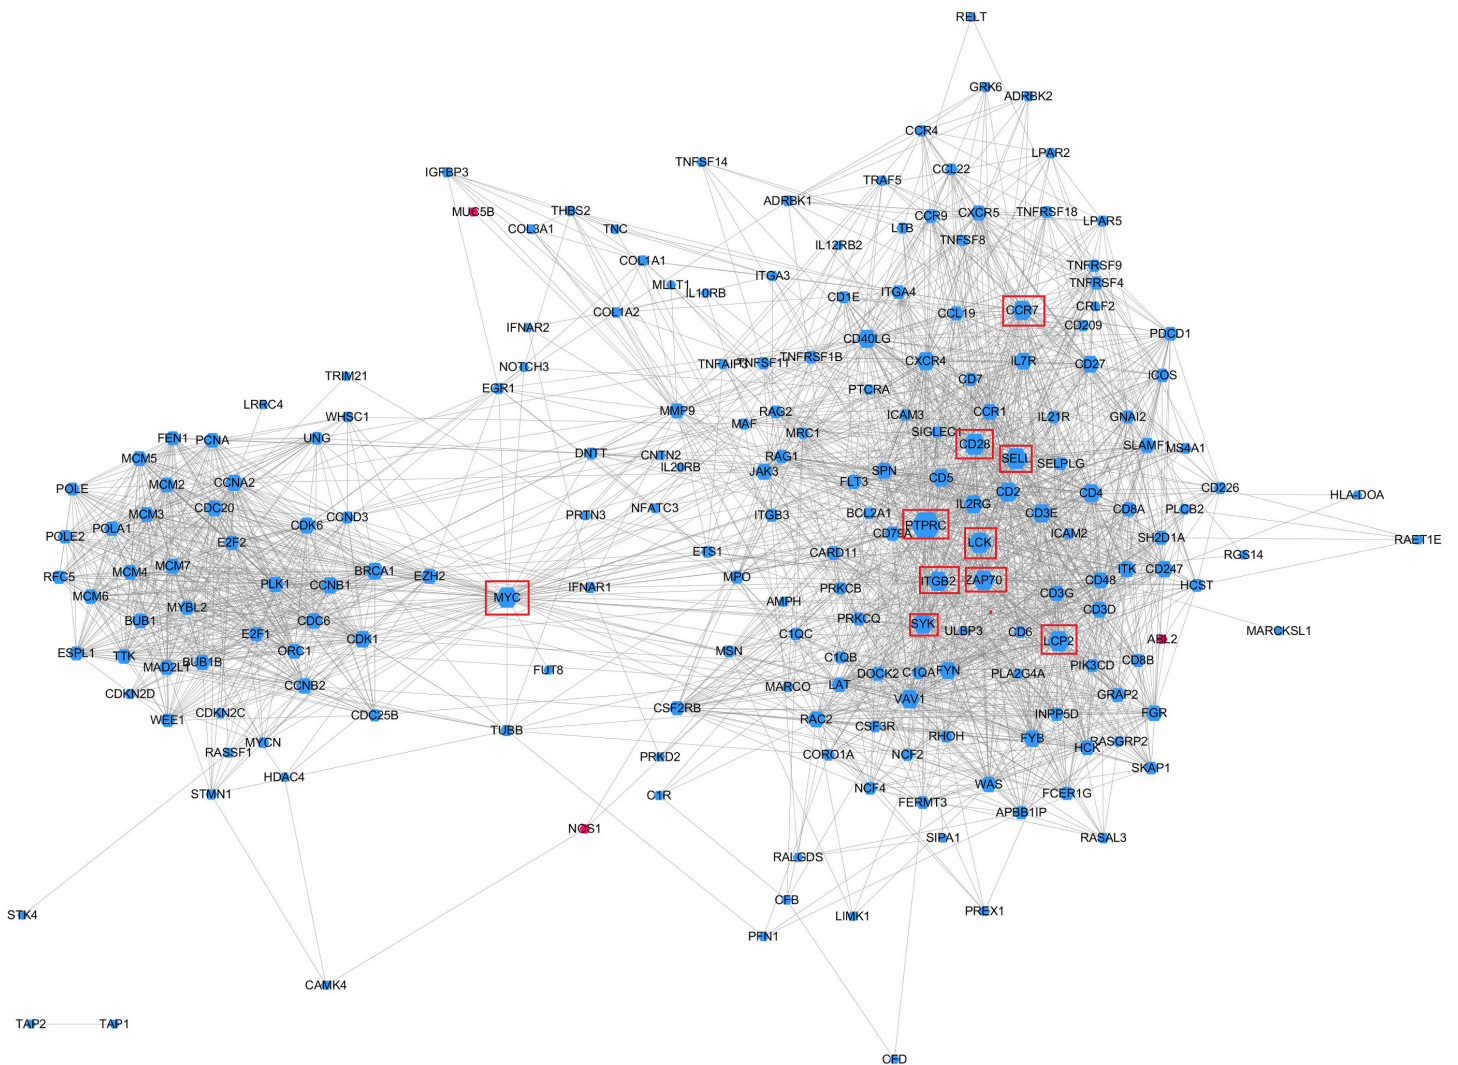 RELT
GRK6
ADRBK2
CCR4
LPAR2
TNFSF14
CCL22
IGFBP3
TRAF5
ADRBK1
MUC5B
THBS2
CCR9
CXCR5
TNFRSF18
LPAR5
COL3A1
TNC
LTB
TNFSF8
IL12RB2
COL1A1
TNFRSF9
ITGA3
MLLT1
TNFRSF4
IL10RB
CD1E
ITGA4
CRLF2
COL1A2
CCL19
CCR7
IFNAR2
CD209
PDCD1
CD40LG
NOTCH3
TNFAIP3
TNFSF11
TNFRSF1B
CXCR4
IL7R
CD27
TRIM21
EGR1
PTCRA
CD7
ICOS
LRRC4
WHSC1
MMP9
RAG2
ICAM3
CCR1
IL21R
GNAI2
MAF
MRC1
SIGLEC1
FEN1
PCNA
UNG
CD28
SLAMF1
MS4A1
MCM5
DNTT
CNTN2
RAG1
SELL
SELPLG
IL20RB
JAK3
SPN
CD5
POLE
MCM2
CCNA2
FLT3
CD2
CD4
CD226
HLA-DOA
MCM3
CDC20
PRTN3
NFATC3
ITGB3
BCL2A1
IL2RG
CD3E
CD8A
PLCB2
POLE2
POLA1
CDK6
CCND3
CD79A
PTPRC
ICAM2
SH2D1A
RAET1E
E2F2
ETS1
CARD11
LCK
RGS14
RFC5
MCM4
MCM7
PLK1
CCNB1
BRCA1
EZH2
IFNAR1
MPO
PRKCB
ITGB2
ZAP70
CD48
ITK
CD247
HCST
MCM6
MYBL2
MYC
AMPH
CD3G
CD3D
BUB1
CDC6
PRKCQ
SYK
ULBP3
CD6
MARCKSL1
E2F1
CDK1
C1QC
LCP2
ABL2
ESPL1
TTK
MAD2L1
BUB1B
ORC1
MSN
C1QB
PIK3CD
CD8B
CDKN2D
CCNB2
FUT8
MARCO
LAT
DOCK2
C1QA
FYN
PLA2G4A
GRAP2
WEE1
CDKN2C
CDC25B
CSF2RB
RAC2
VAV1
INPP5D
FGR
MYCN
TUBB
CSF3R
RHOH
FYB
HCK
RASGRP2
RASSF1
PRKD2
CORO1A
NCF2
SKAP1
HDAC4
STMN1
C1R
NCF4
WAS
FERMT3
FCER1G
APBB1IP
NOS1
SIPA1
RASAL3
RALGDS
STK4
CFB
LIMK1
PREX1
PFN1
CAMK4
TAP2
TAP1
CFD